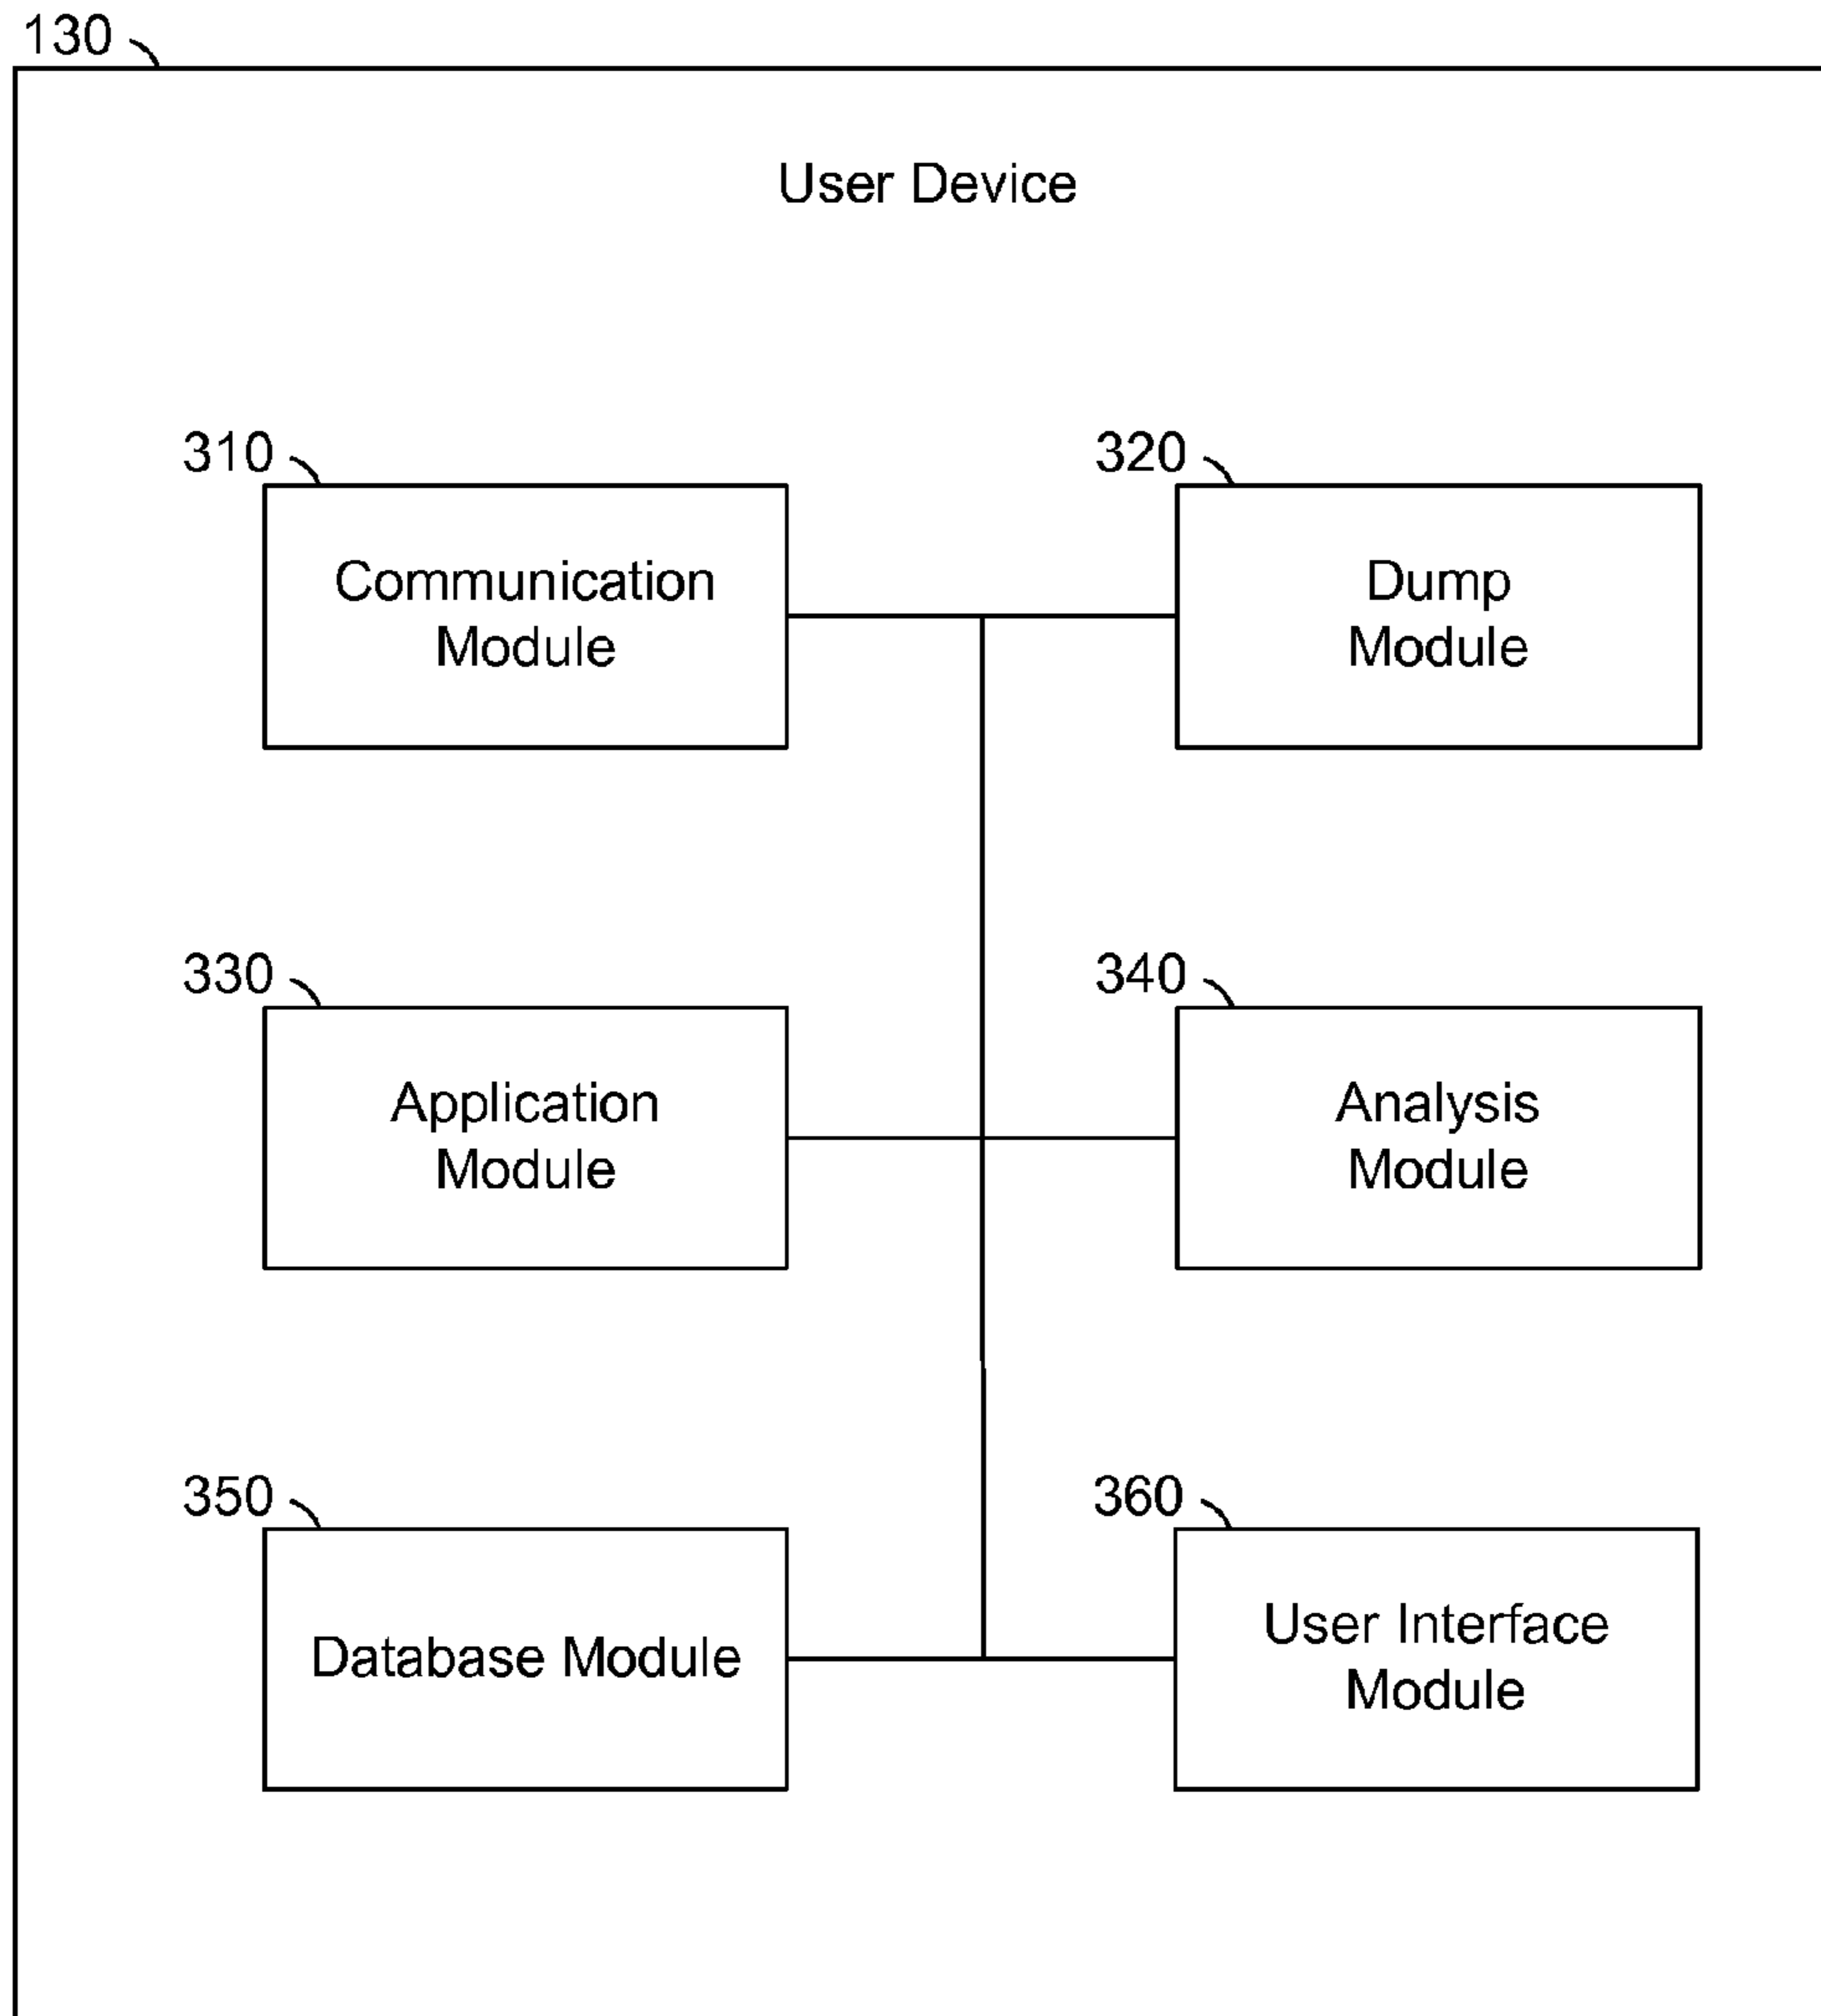 130
User Device
310
Communication
Module
320
Dump
Module
330
Application
Module
340
Analysis
Module
350
Database Module
360
User Interface
Module